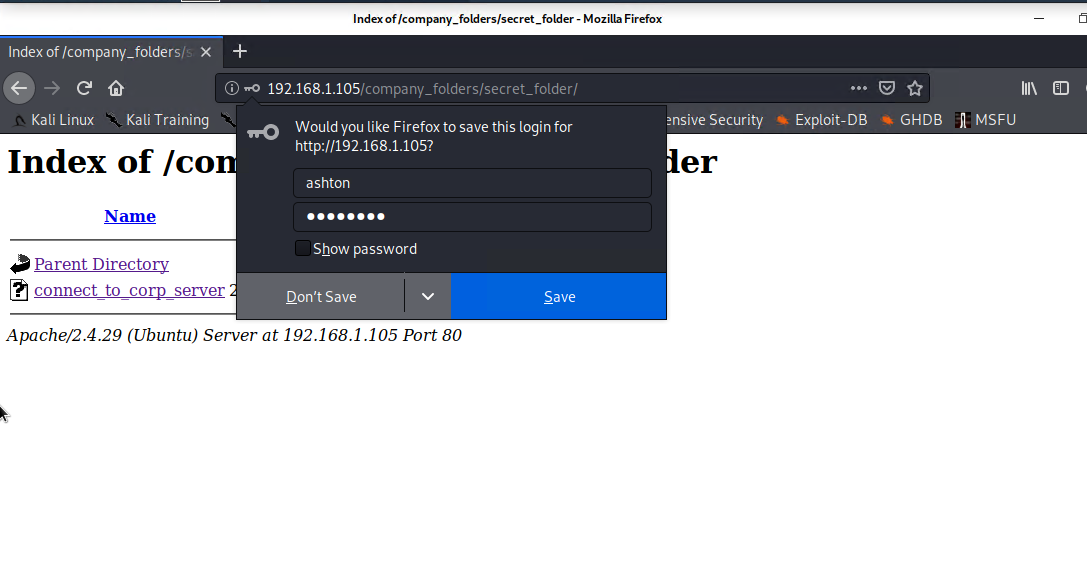 Index of /company_folders/secret_folder - Mozilla Firefox
Index of /company_folders/s
192.168.1.105/company_folders/secret_folder/
Kali Linux Kali Training ensive Security Exploit-DB GHDB MSFU
Would you like Firefox to save this login for
http://192.168.1.105?
ashton
••••••••
Show password
Don't Save Save
Index of /com der
Name
Parent Directory
connect_to_corp_server 2
Apache/2.4.29 (Ubuntu) Server at 192.168.1.105 Port 80